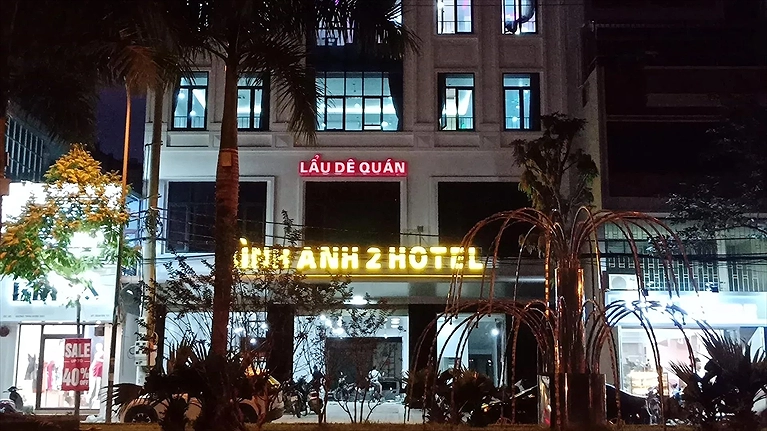 LẨU DÊ QUÁN
ANH 2 HOTEL
SALE
40%